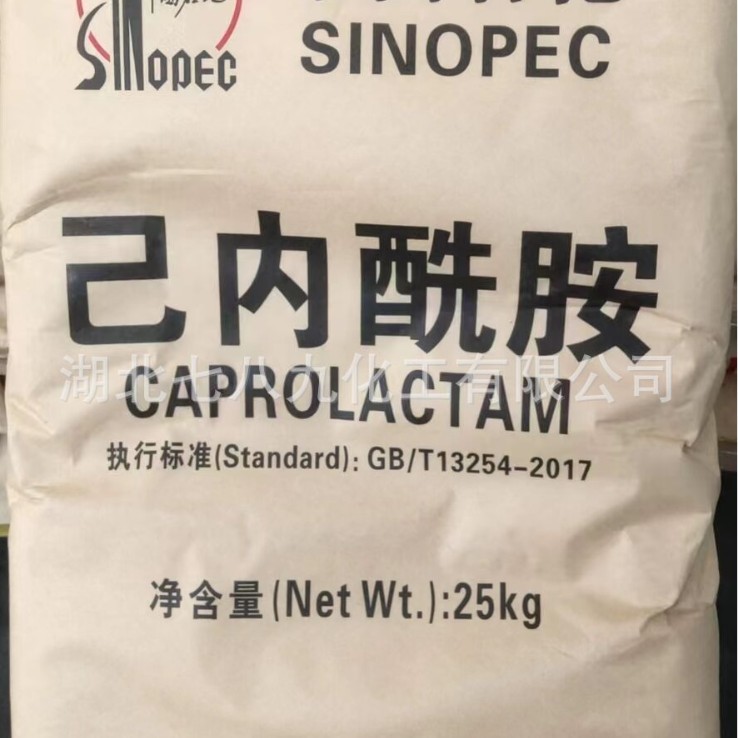 SINOPEC
SINOPEC
己内酰胺
湖北七八九化工有限公司
CAPROLACTAM
执行标准(Standard): GB/T13254-2017
净含量(Net Wt.):25kg